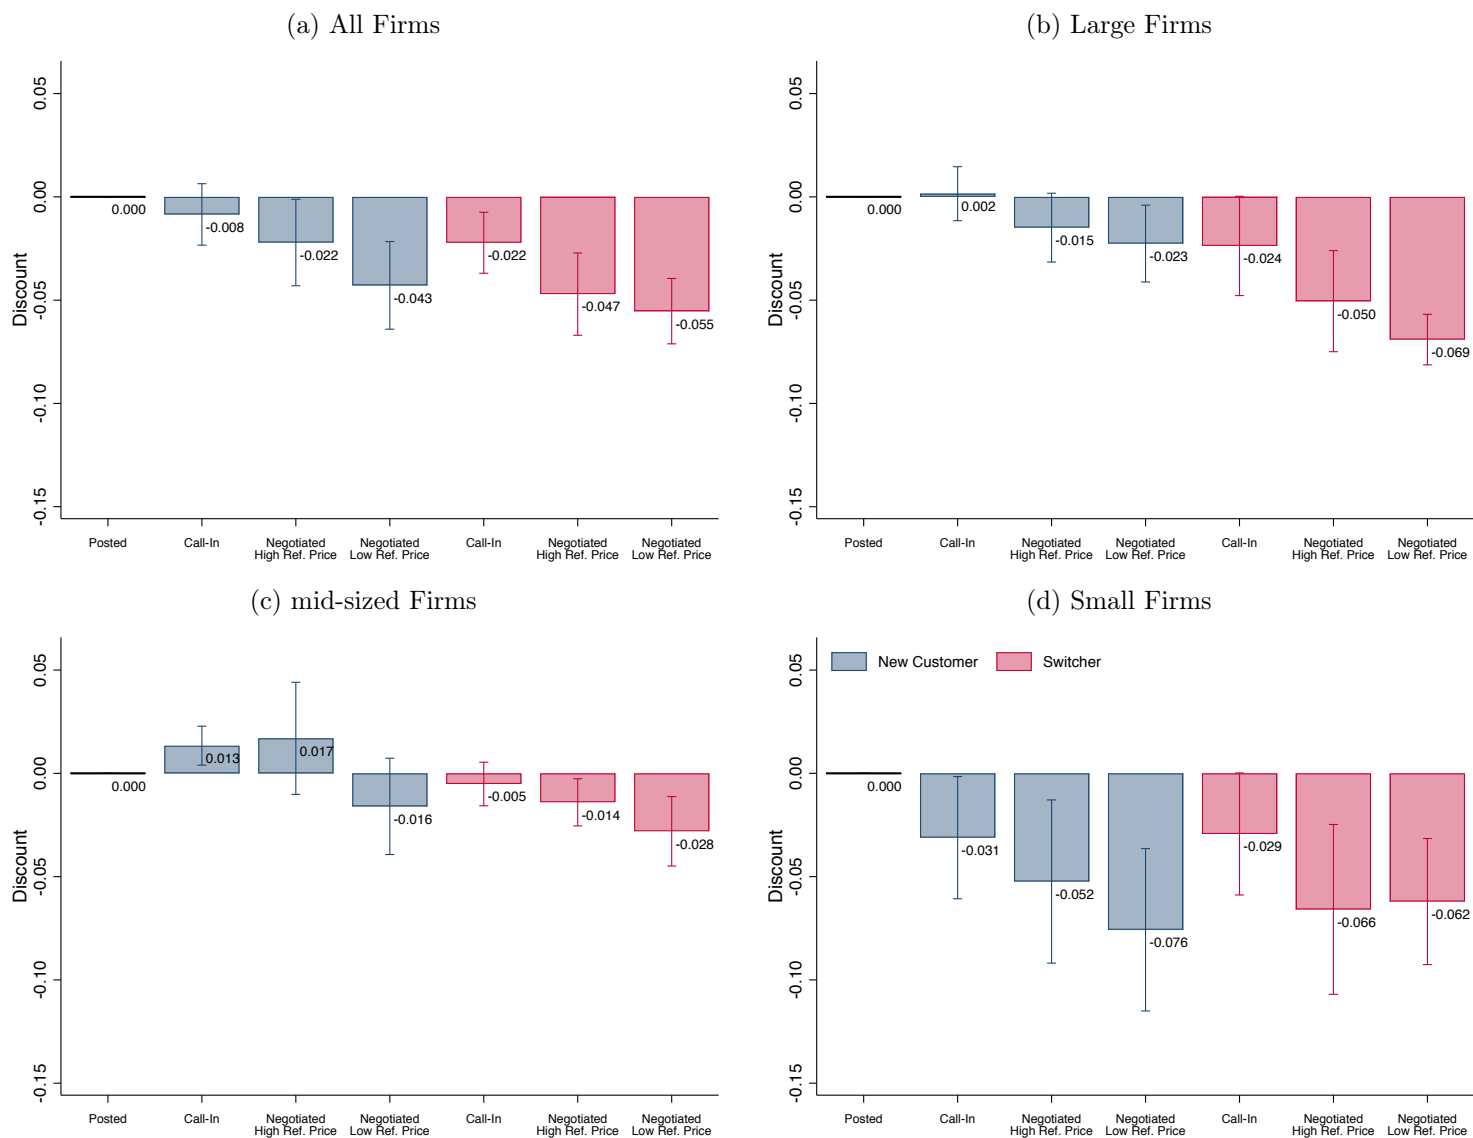 (a) All Firms
Discount
0.05
0.00
-0.05
-0.10
-0.15
0.000
-0.008
-0.022
-0.043
-0.022
-0.047
-0.055
Posted
Call-In
Negotiated
High Ref. Price
Negotiated
Low Ref. Price
Call-In
Negotiated
High Ref. Price
Negotiated
Low Ref. Price
(b) Large Firms
Discount
0.05
0.00
-0.05
-0.10
-0.15
0.000
0.002
-0.015
-0.023
-0.024
-0.050
-0.069
Posted
Call-In
Negotiated
High Ref. Price
Negotiated
Low Ref. Price
Call-In
Negotiated
High Ref. Price
Negotiated
Low Ref. Price
(c) mid-sized Firms
Discount
0.05
0.00
-0.05
-0.10
-0.15
0.000
0.013
0.017
-0.016
-0.005
-0.014
-0.028
Posted
Call-In
Negotiated
High Ref. Price
Negotiated
Low Ref. Price
Call-In
Negotiated
High Ref. Price
Negotiated
Low Ref. Price
(d) Small Firms
New Customer
Switcher
Discount
0.05
0.00
-0.05
-0.10
-0.15
0.000
-0.031
-0.052
-0.076
-0.029
-0.066
-0.062
Posted
Call-In
Negotiated
High Ref. Price
Negotiated
Low Ref. Price
Call-In
Negotiated
High Ref. Price
Negotiated
Low Ref. Price